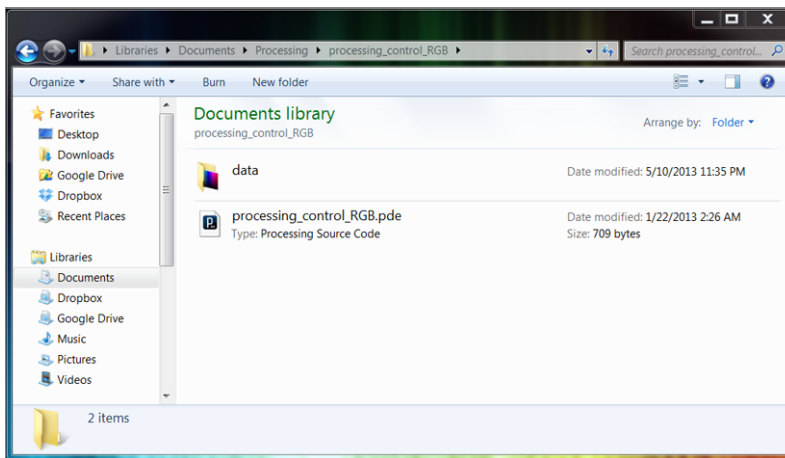 Libraries ▸ Documents ▸ Processing ▸ processing_control_RGB ▸
Search processing_control...
Organize Share with Burn New folder
Favorites
Desktop
Downloads
Google Drive
Dropbox
Recent Places
Libraries
Documents
Dropbox
Google Drive
Music
Pictures
Videos
Documents library
processing_control_RGB
Arrange by: Folder
data
Date modified: 5/10/2013 11:35 PM
processing_control_RGB.pde
Date modified: 1/22/2013 2:26 AM
Type: Processing Source Code
Size: 709 bytes
2 items